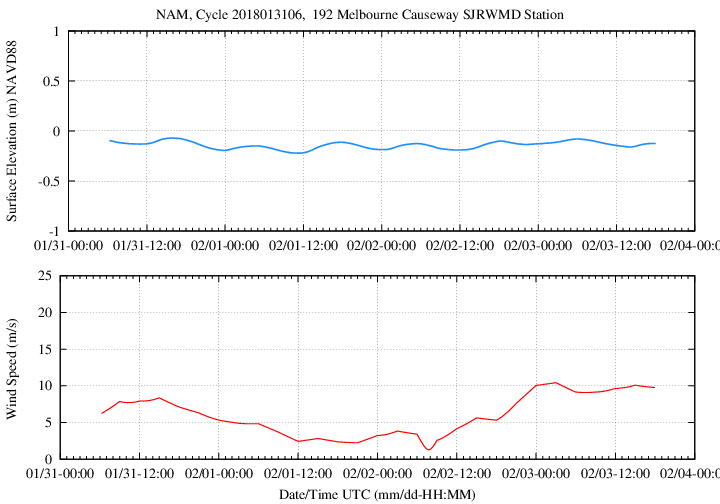 NAM, Cycle 2018013106,  192 Melbourne Causeway SJRWMD Station
Surface Elevation (m) NAVD88
1
0.5
0
-0.5
-1
01/31-00:00 01/31-12:00 02/01-00:00 02/01-12:00 02/02-00:00 02/02-12:00 02/03-00:00 02/03-12:00 02/04-00:0
Wind Speed (m/s)
25
20
15
10
5
0
01/31-00:00 01/31-12:00 02/01-00:00 02/01-12:00 02/02-00:00 02/02-12:00 02/03-00:00 02/03-12:00 02/04-00:0
Date/Time UTC (mm/dd-HH:MM)